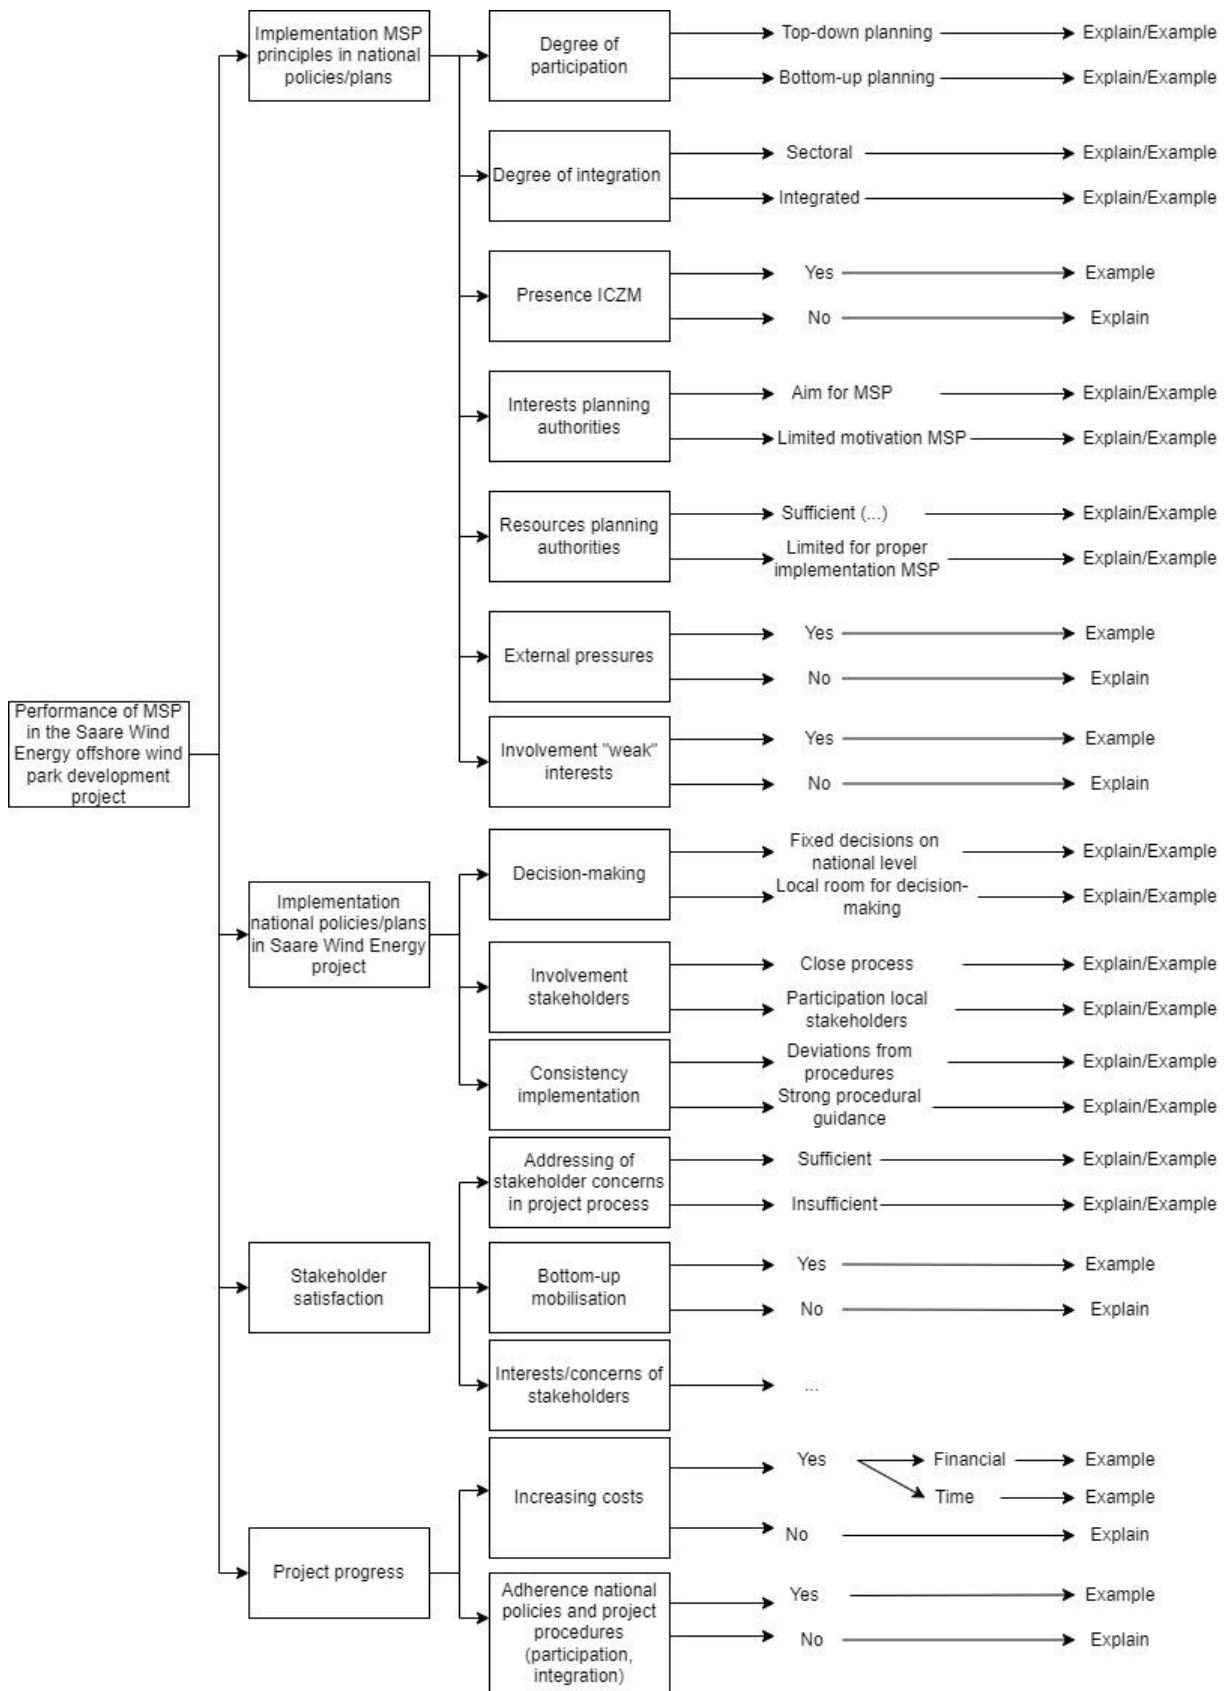 Implementation MSP
principles in national
policies/plans
Degree of
participation
Top-down planning
Explain/Example
Bottom-up planning
Explain/Example
Degree of integration
Sectoral
Explain/Example
Integrated
Explain/Example
Presence ICZM
Yes
Example
No
Explain
Interests planning
authorities
Aim for MSP
Explain/Example
Limited motivation MSP
Explain/Example
Resources planning
authorities
Sufficient (...)
Explain/Example
Limited for proper
implementation MSP
Explain/Example
External pressures
Yes
Example
No
Explain
Involvement "weak"
interests
Yes
Example
No
Explain
Performance of MSP
in the Saare Wind
Energy offshore wind
park development
project
Implementation
national policies/plans
in Saare Wind Energy
project
Decision-making
Fixed decisions on
national level
Explain/Example
Local room for decision-
making
Explain/Example
Involvement
stakeholders
Close process
Explain/Example
Participation local
stakeholders
Explain/Example
Consistency
implementation
Deviations from
procedures
Explain/Example
Strong procedural
guidance
Explain/Example
Stakeholder
satisfaction
Addressing of
stakeholder concerns
in project process
Sufficient
Explain/Example
Insufficient
Explain/Example
Bottom-up
mobilisation
Yes
Example
No
Explain
Interests/concerns of
stakeholders
...
Project progress
Increasing costs
Yes
Financial
Example
Time
Example
No
Explain
Adherence national
policies and project
procedures
(participation,
integration)
Yes
Example
No
Explain